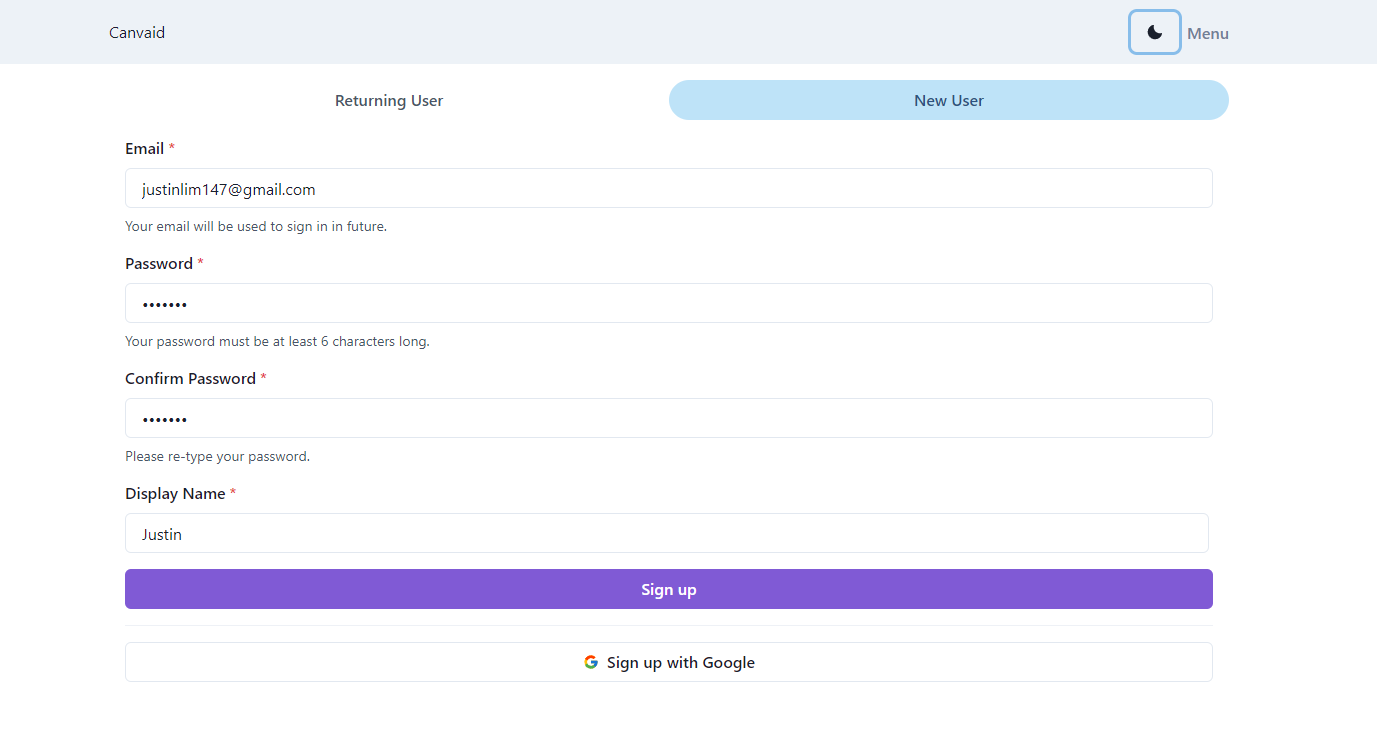 Canvaid
Menu
Returning User
New User
Email *
justinlim147@gmail.com
Your email will be used to sign in in future.
Password *
•••••••
Your password must be at least 6 characters long.
Confirm Password *
•••••••
Please re-type your password.
Display Name *
Justin
Sign up
Sign up with Google